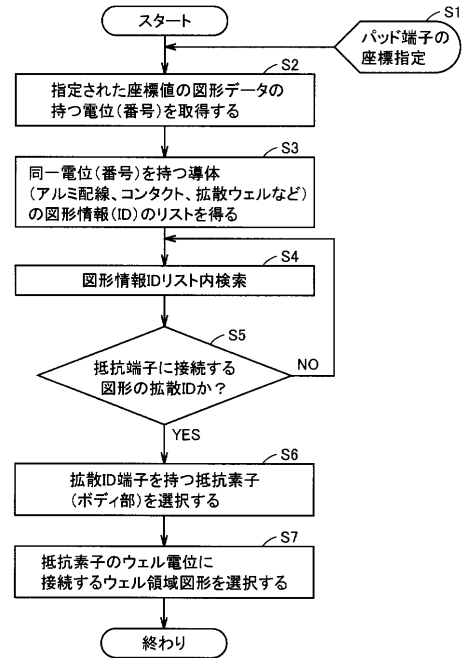 スタート
S1
パッド端子の
座標指定
S2
指定された座標値の図形データの
持つ電位(番号)を取得する
S3
同一電位(番号)を持つ導体
(アルミ配線、コンタクト、拡散ウェルなど)
の図形情報(ID)のリストを得る
S4
図形情報IDリスト内検索
S5
抵抗端子に接続する
図形の拡散IDか?
NO
YES
S6
拡散ID端子を持つ抵抗素子
(ボディ部)を選択する
S7
抵抗素子のウェル電位に
接続するウェル領域図形を選択する
終わり